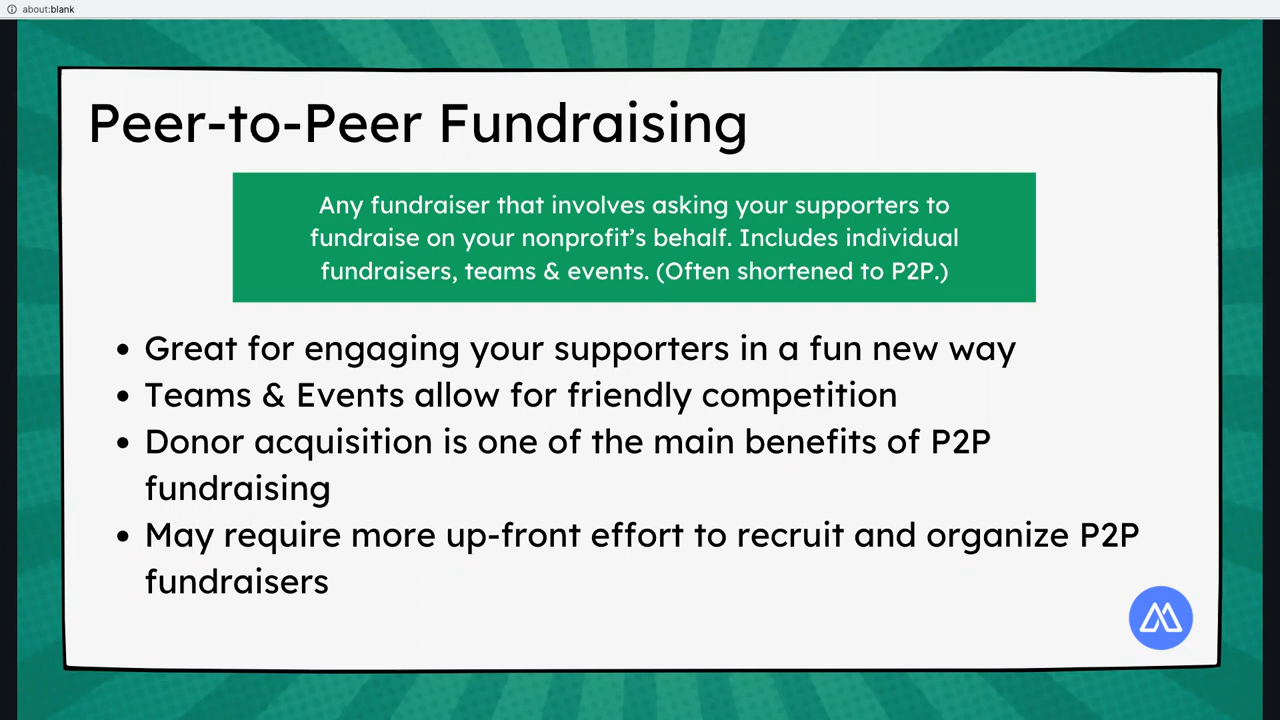 about:blank
Peer-to-Peer Fundraising
Any fundraiser that involves asking your supporters to
fundraise on your nonprofit's behalf. Includes individual
fundraisers, teams & events. (Often shortened to P2P.)
• Great for engaging your supporters in a fun new way
• Teams & Events allow for friendly competition
• Donor acquisition is one of the main benefits of P2P
fundraising
• May require more up-front effort to recruit and organize P2P
fundraisers